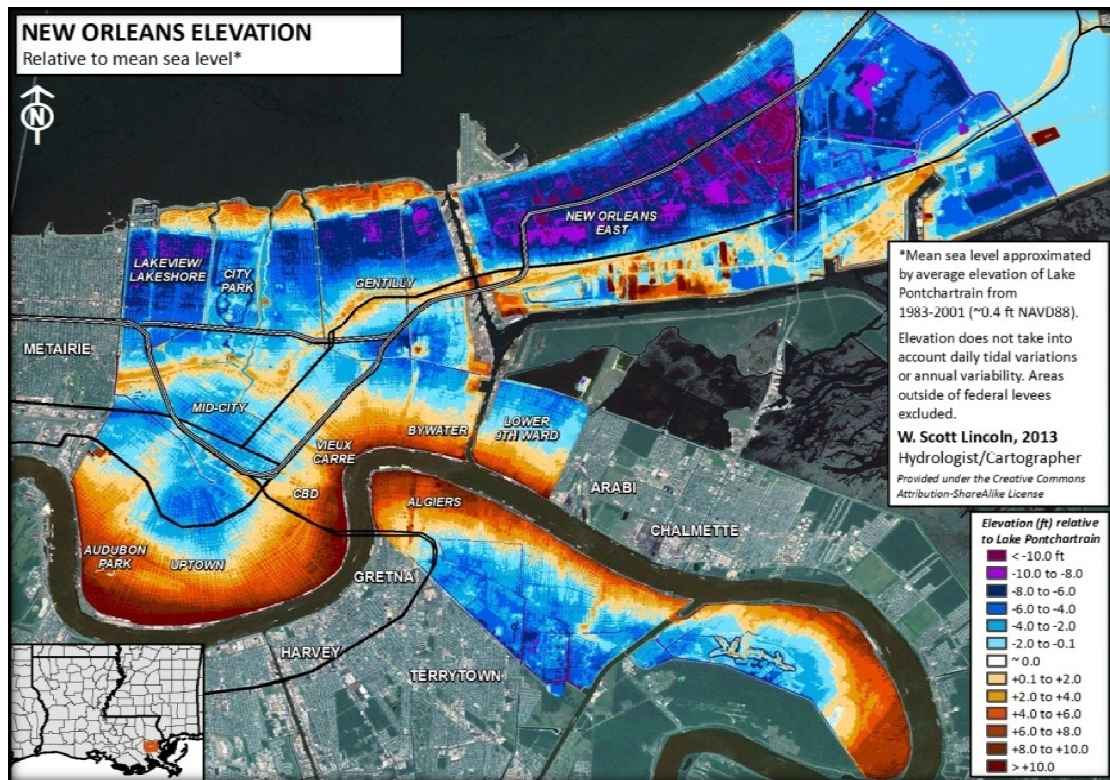 NEW ORLEANS ELEVATION
Relative to mean sea level*
N
NEW ORLEANS
EAST
LAKEVIEW/
LAKESHORE
CITY
PARK
GENTILLY
METAIRIE
MID-CITY
VIEUX
CARRE
BYWATER
LOWER
9TH WARD
CBD
ALGIERS
ARABI
AUDUBON
PARK
UPTOWN
CHALMETTE
GRETNA
HARVEY
TERRYTOWN
*Mean sea level approximated
by average elevation of Lake
Pontchartrain from
1983-2001 (~0.4 ft NAVD88).
Elevation does not take into
account daily tidal variations
or annual variability. Areas
outside of federal levees
excluded.
W. Scott Lincoln, 2013
Hydrologist/Cartographer
Provided under the Creative Commons
Attribution-ShareAlike License
Elevation (ft) relative
to Lake Pontchartrain
< -10.0 ft
-10.0 to -8.0
-8.0 to -6.0
-6.0 to -4.0
-4.0 to -2.0
-2.0 to -0.1
~ 0.0
+0.1 to +2.0
+2.0 to +4.0
+4.0 to +6.0
+6.0 to +8.0
+8.0 to +10.0
> +10.0